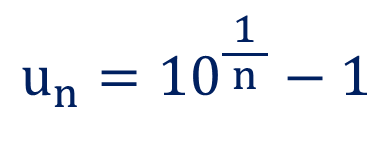 uₙ = 10^(1/n) − 1